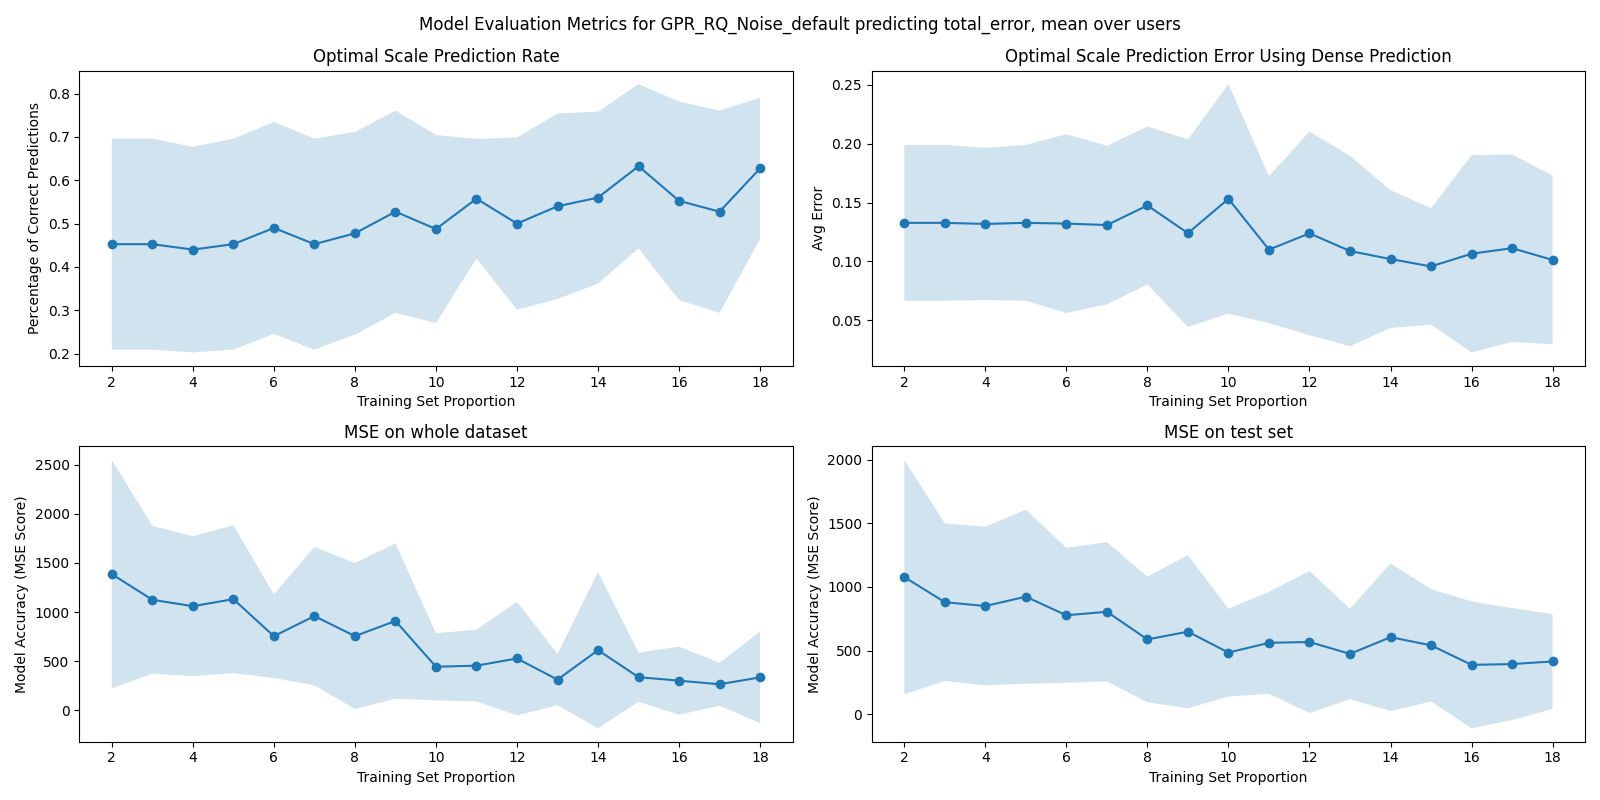 Model Evaluation Metrics for GPR_RQ_Noise_default predicting total_error, mean over users
Optimal Scale Prediction Rate
Percentage of Correct Predictions
0.8
0.7
0.6
0.5
0.4
0.3
0.2
2 4 6 8 10 12 14 16 18
Training Set Proportion
Optimal Scale Prediction Error Using Dense Prediction
Avg Error
0.25
0.20
0.15
0.10
0.05
2 4 6 8 10 12 14 16 18
Training Set Proportion
MSE on whole dataset
Model Accuracy (MSE Score)
2500
2000
1500
1000
500
0
2 4 6 8 10 12 14 16 18
Training Set Proportion
MSE on test set
Model Accuracy (MSE Score)
2000
1500
1000
500
0
2 4 6 8 10 12 14 16 18
Training Set Proportion